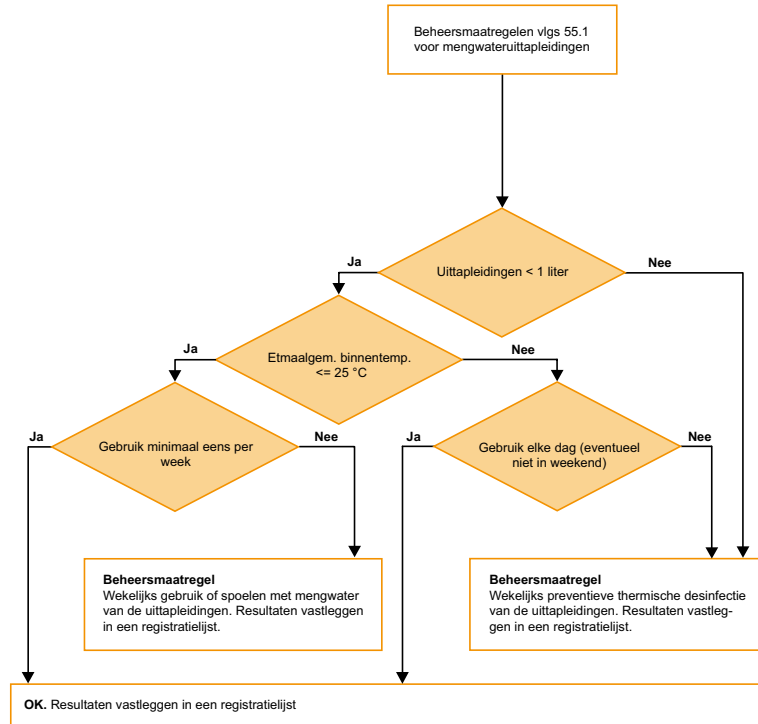 Beheersmaatregelen vlgs 55.1
voor mengwateruittapleidingen
Uittapleidingen < 1 liter
Ja
Nee
Etmaalgem. binnentemp.
<= 25 °C
Ja
Nee
Gebruik minimaal eens per
week
Ja
Nee
Gebruik elke dag (eventueel
niet in weekend)
Ja
Nee
Beheersmaatregel
Wekelijks gebruik of spoelen met mengwater
van de uittapleidingen. Resultaten vastleggen
in een registratielijst.
Beheersmaatregel
Wekelijks preventieve thermische desinfectie
van de uittapleidingen. Resultaten vastleg-
gen in een registratielijst.
OK. Resultaten vastleggen in een registratielijst